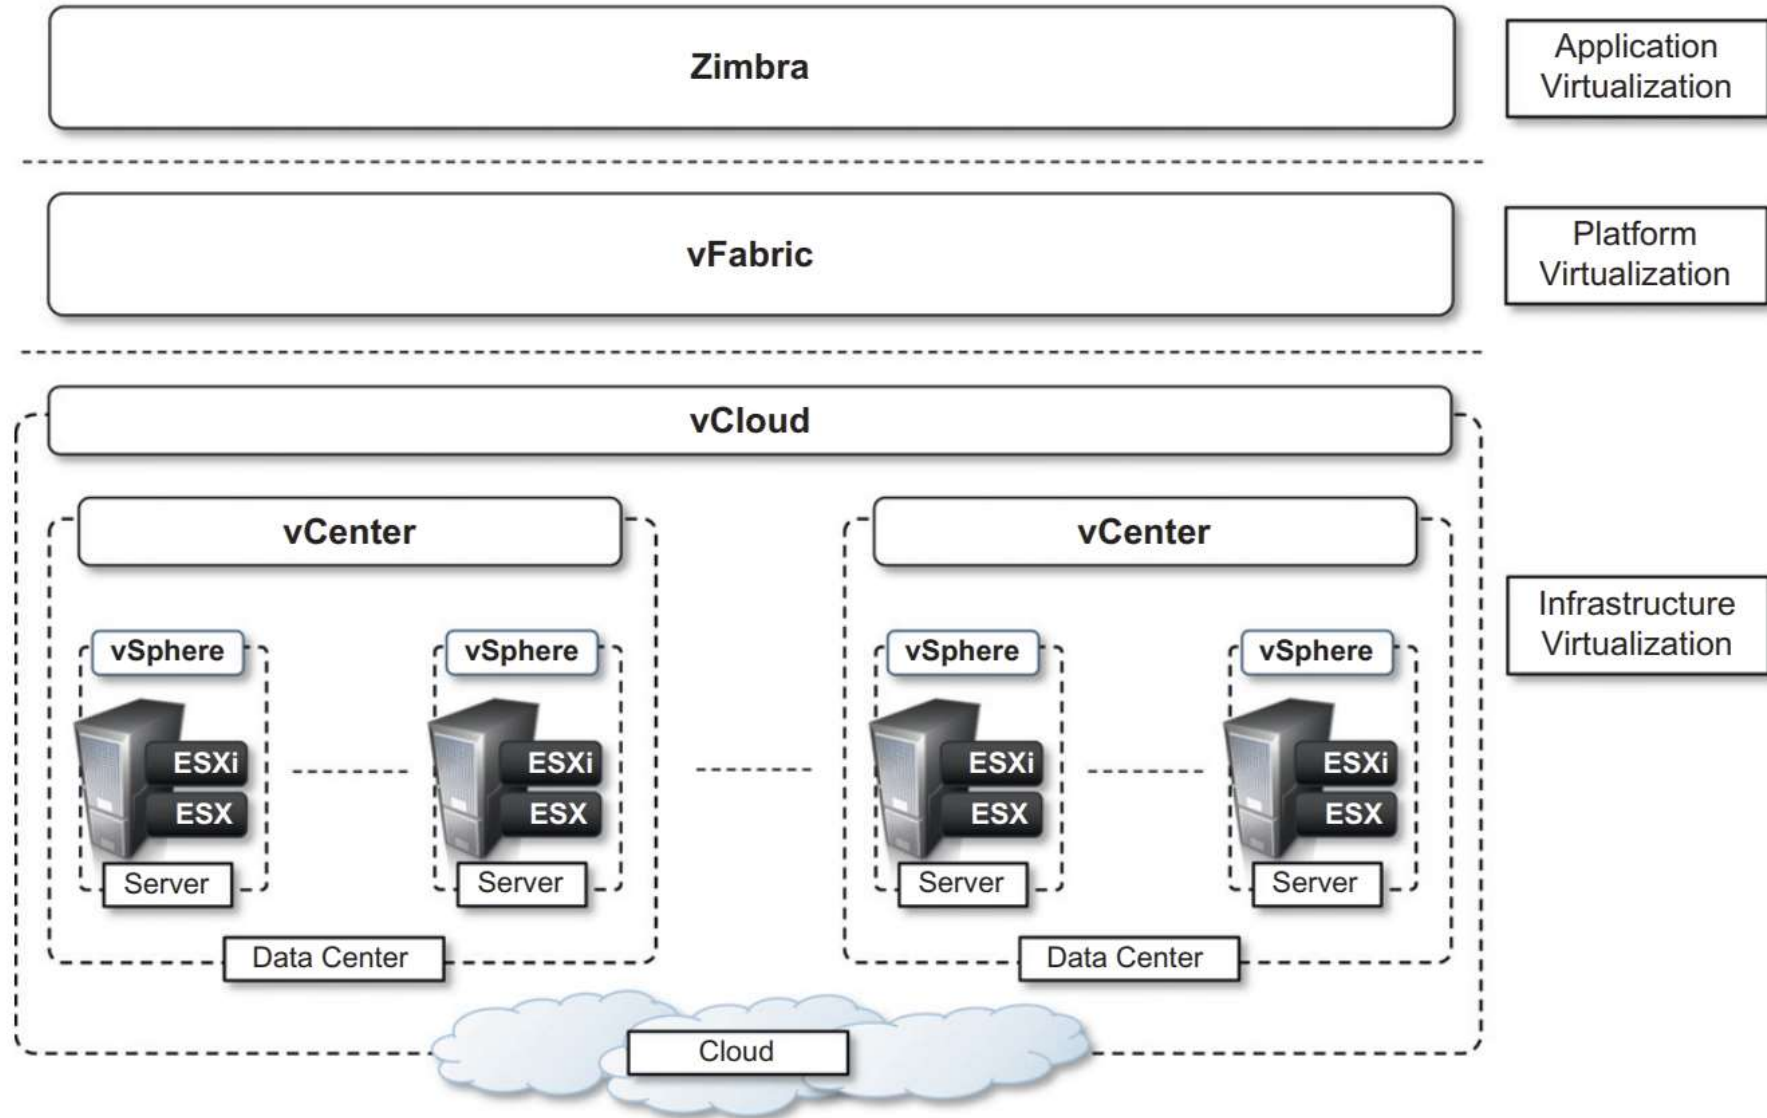 Zimbra
Application
Virtualization
vFabric
Platform
Virtualization
vCloud
vCenter
vCenter
Infrastructure
Virtualization
vSphere
vSphere
vSphere
vSphere
ESXi
ESXi
ESXi
ESXi
ESX
ESX
ESX
ESX
Server
Server
Server
Server
Data Center
Data Center
Cloud